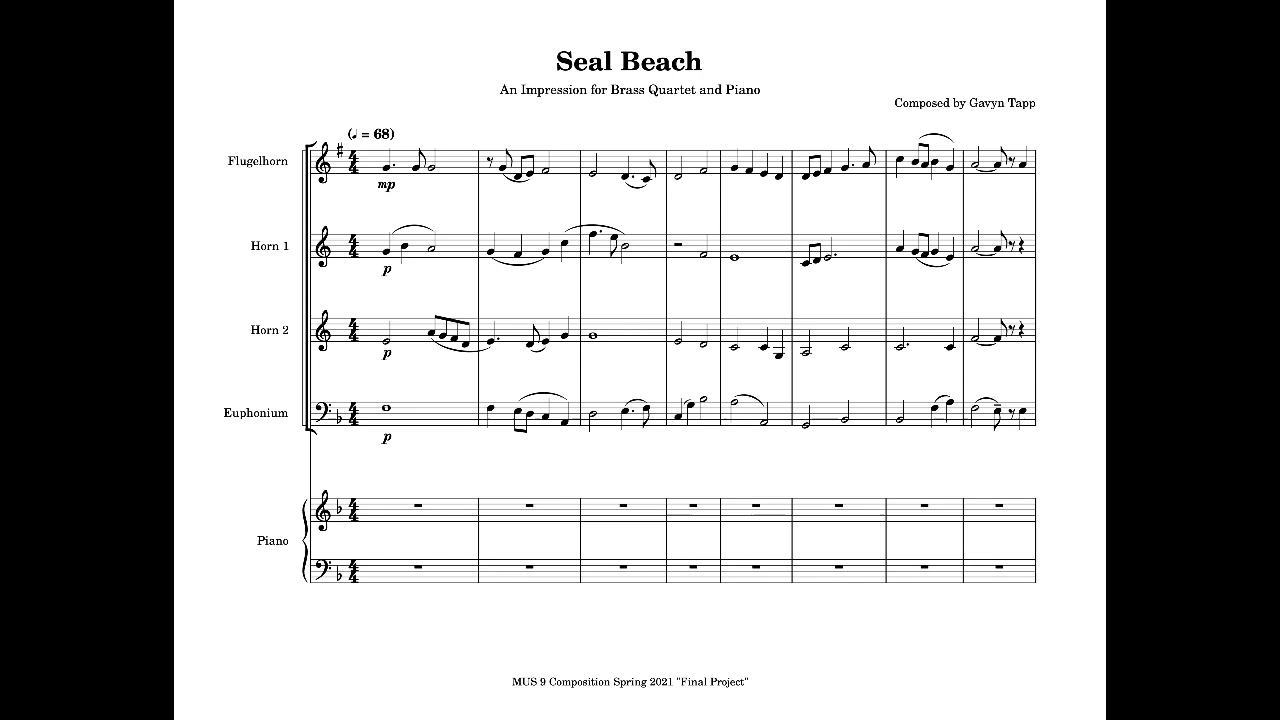 Seal Beach
An Impression for Brass Quartet and Piano
Composed by Gavyn Tapp
(♩ = 68)
Flugelhorn
mp
Horn 1
p
Horn 2
p
Euphonium
p
Piano
MUS 9 Composition Spring 2021 "Final Project"